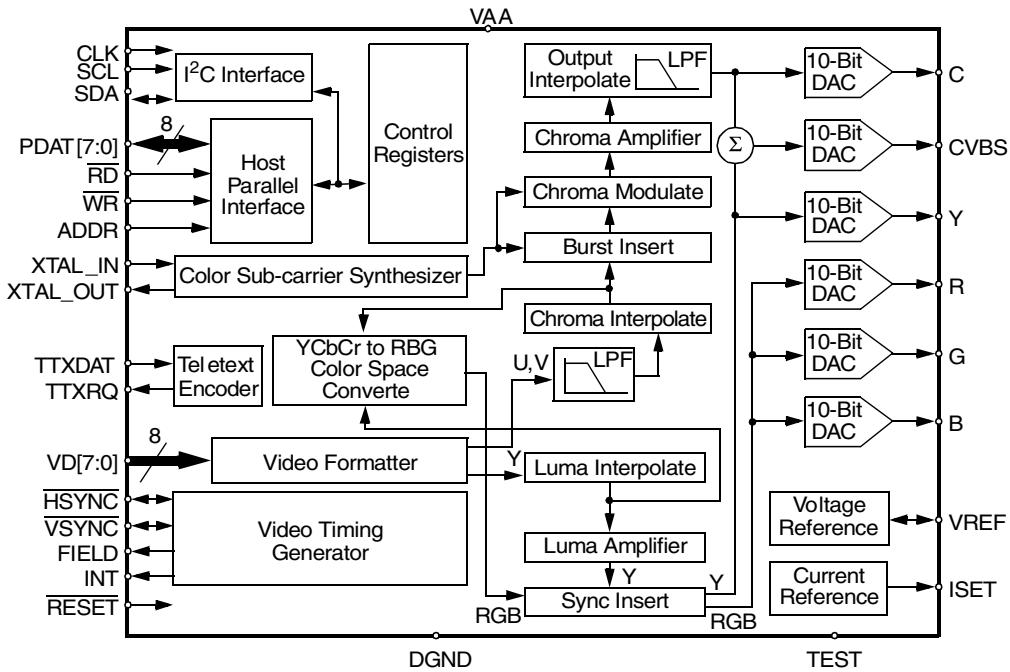 VAA
CLK
SCL
SDA
I²C Interface
8
PDAT[7:0]
RD
WR
ADDR
Host
Parallel
Interface
Control
Registers
XTAL_IN
XTAL_OUT
Color Sub-carrier Synthesizer
TTXDAT
TTXRQ
Teletext
Encoder
YCbCr to RBG
Color Space
Converte
8
VD[7:0]
Video Formatter
HSYNC
VSYNC
FIELD
INT
RESET
Video Timing
Generator
Output
Interpolate
LPF
Chroma Amplifier
Chroma Modulate
Burst Insert
Chroma Interpolate
U,V
LPF
Y
Luma Interpolate
Luma Amplifier
Y
Sync Insert
RGB
Y
RGB
Σ
10-Bit
DAC
C
10-Bit
DAC
CVBS
10-Bit
DAC
Y
10-Bit
DAC
R
10-Bit
DAC
G
10-Bit
DAC
B
Voltage
Reference
VREF
Current
Reference
ISET
DGND
TEST